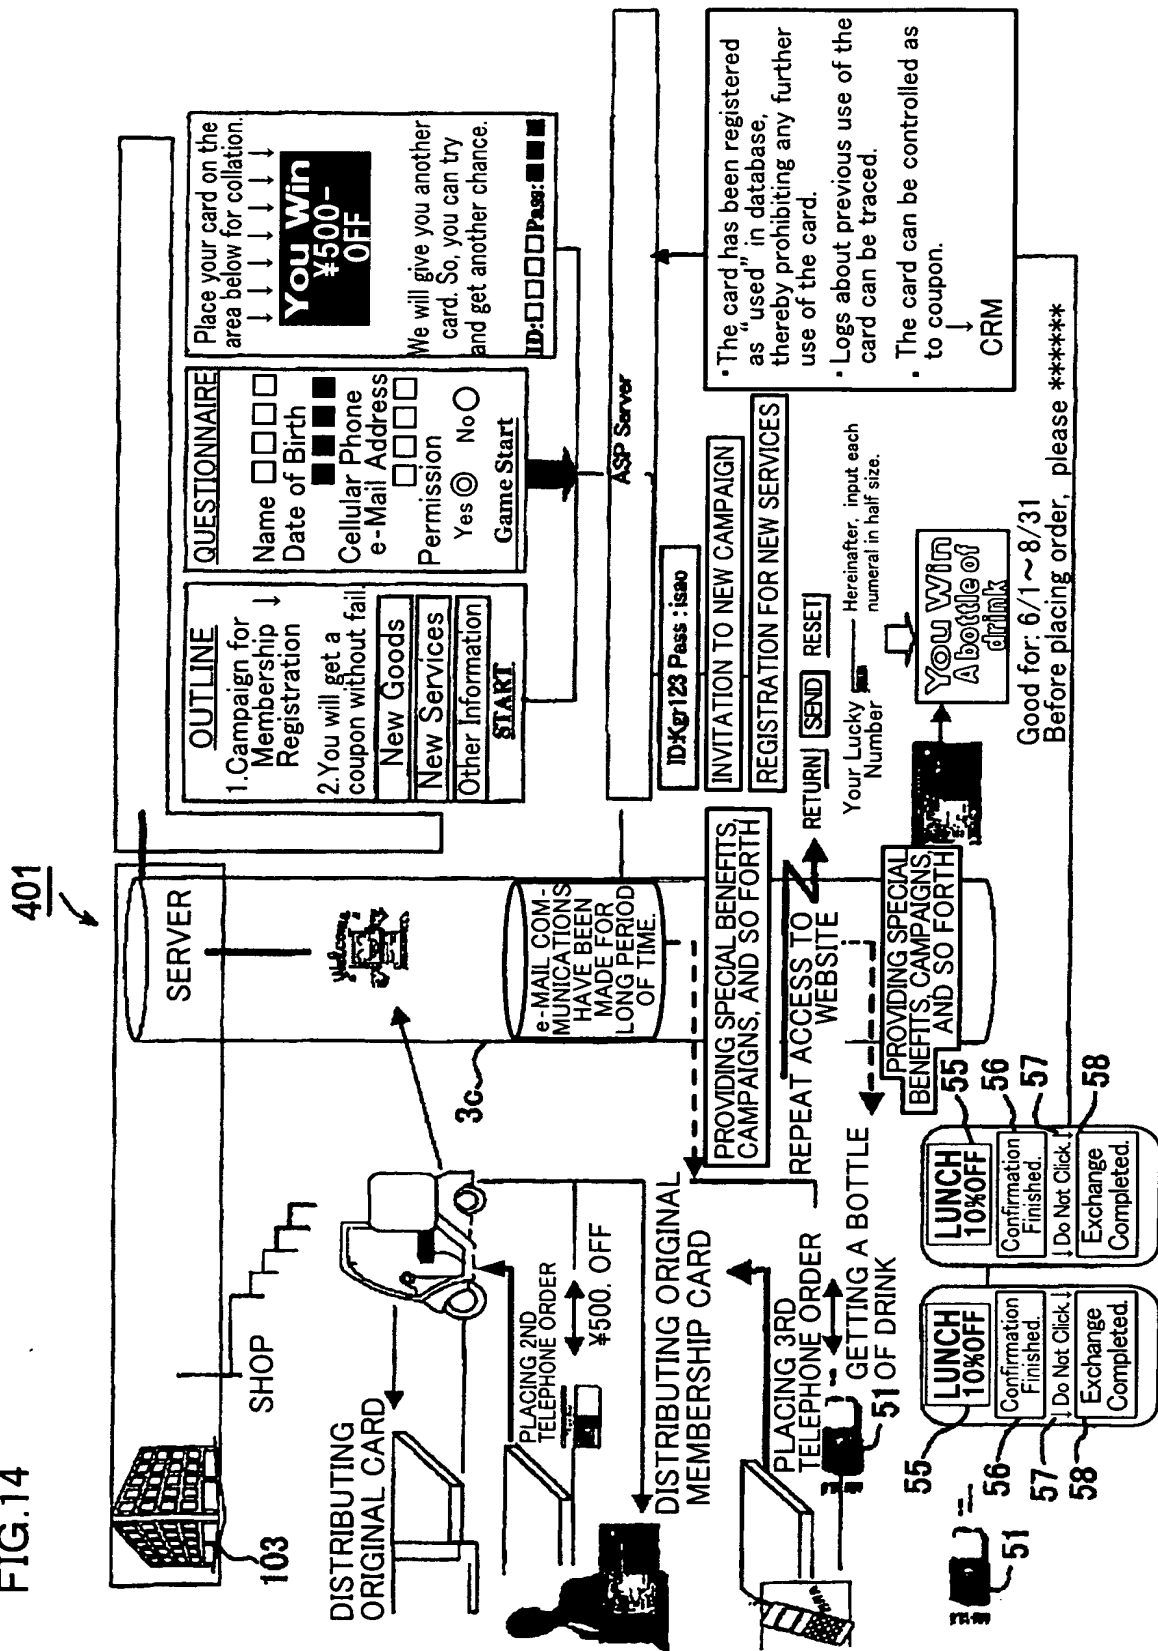 FIG.14
401
103
SHOP
SERVER
Welcome
3c
DISTRIBUTING
ORIGINAL CARD
PLACING 2ND
TELEPHONE ORDER
¥500. OFF
DISTRIBUTING ORIGINAL
MEMBERSHIP CARD
PLACING 3RD
TELEPHONE ORDER
GETTING A BOTTLE
OF DRINK
51
51
e-MAIL COM-
MUNICATIONS
HAVE BEEN
MADE FOR
LONG PERIOD
OF TIME.
PROVIDING SPECIAL BENEFITS,
CAMPAIGNS, AND SO FORTH
REPEAT ACCESS TO
WEBSITE
PROVIDING SPECIAL
BENEFITS, CAMPAIGNS,
AND SO FORTH
OUTLINE
1.Campaign for
Membership ↓
Registration
2.You will get a
coupon without fail.
New Goods
New Services
Other Information
START
QUESTIONNAIRE
Name □□□□
Date of Birth
■■■■
Cellular Phone
e-Mail Address
□□□□
Permission
Yes ◎ No ○
Game Start
Place your card on the
area below for collation.
↓ ↓ ↓ ↓ ↓ ↓ ↓
You Win
¥500-
OFF
We will give you another
card. So, you can try
and get another chance.
ID:□□□□Pass:■■■
ASP Server
ID:Kgr123 Pass:isao
INVITATION TO NEW CAMPAIGN
REGISTRATION FOR NEW SERVICES
RETURN SEND RESET
Your Lucky
Number
Hereinafter, input each
numeral in half size.
You Win
A bottle of
drink
Good for: 6/1~8/31
Before placing order, please ******
・The card has been registered
as "used" in database,
thereby prohibiting any further
use of the card.
・Logs about previous use of the
card can be traced.
・The card can be controlled as
to coupon.
↓
CRM
LUNCH
10%OFF
Confirmation
Finished.
↓Do Not Click.↓
Exchange
Completed.
55
56
57
58
LUNCH
10%OFF
Confirmation
Finished.
↓Do Not Click.↓
Exchange
Completed.
55
56
57
58